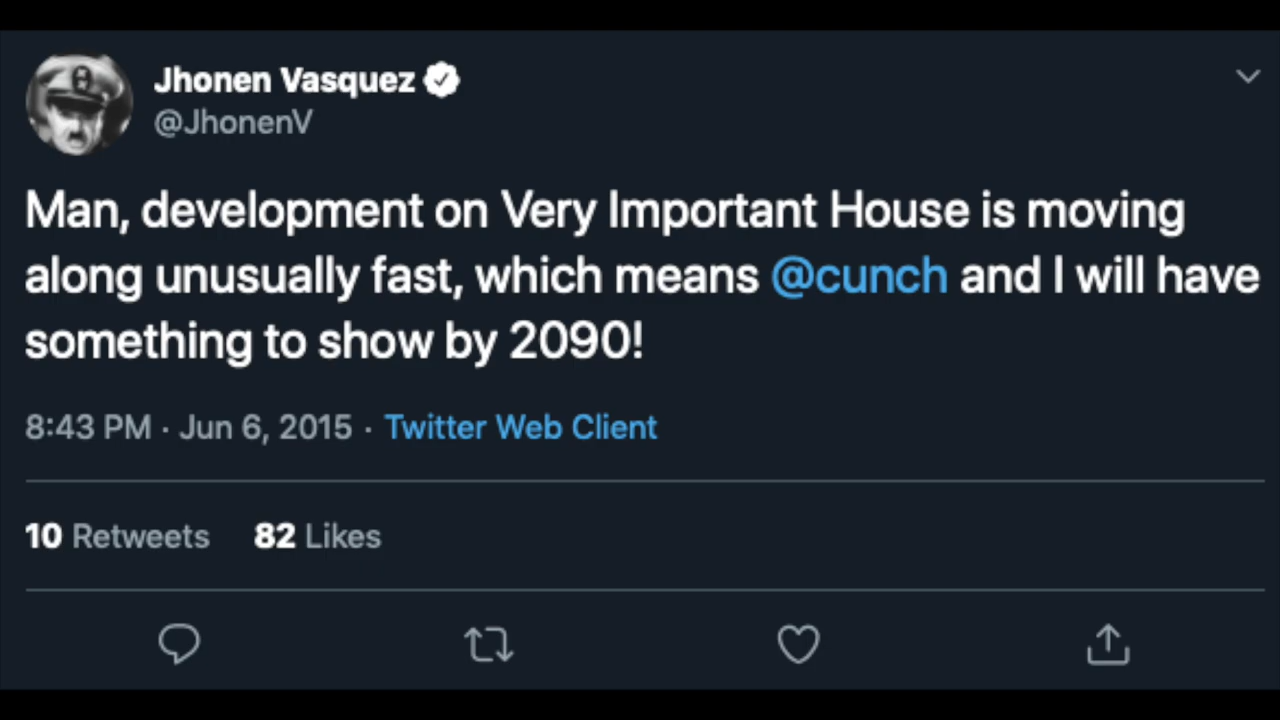 Jhonen Vasquez
@JhonenV
Man, development on Very Important House is moving
along unusually fast, which means @cunch and I will have
something to show by 2090!
8:43 PM · Jun 6, 2015 · Twitter Web Client
10 Retweets 82 Likes